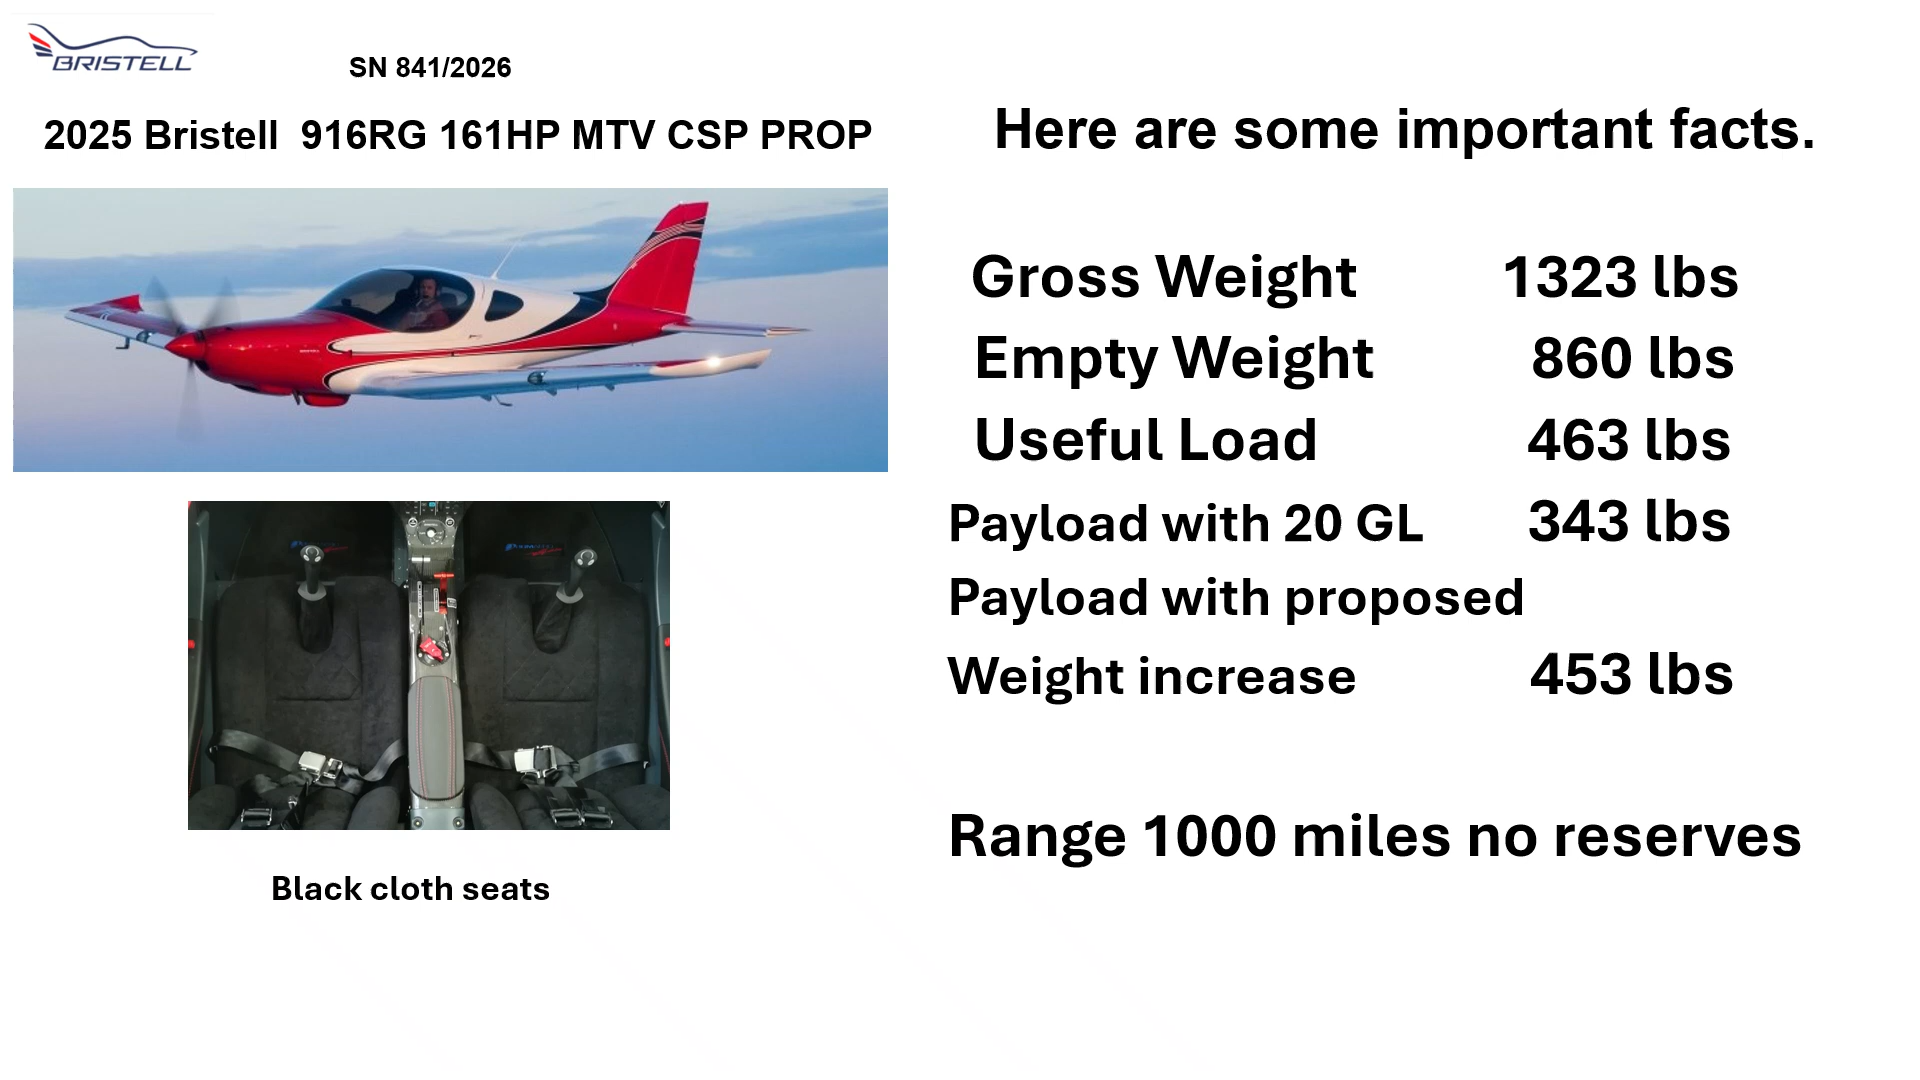 BRISTELL
SN 841/2026
2025 Bristell 916RG 161HP MTV CSP PROP
Black cloth seats
Here are some important facts.
Gross Weight 1323 lbs
Empty Weight 860 lbs
Useful Load 463 lbs
Payload with 20 GL 343 lbs
Payload with proposed
Weight increase 453 lbs
Range 1000 miles no reserves